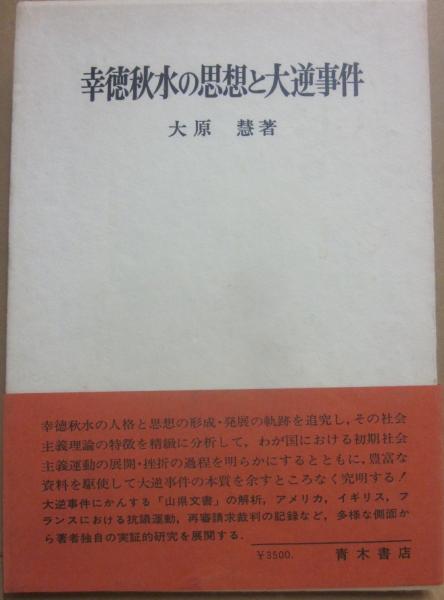 幸徳秋水の思想と大逆事件
大原 慧著
幸徳秋水の人格と思想の形成・発展の軌跡を追究し，その社会
主義理論の特徴を精緻に分析して，わが国における初期社会
主義運動の展開・挫折の過程を明らかにするとともに，豊富な
資料を駆使して大逆事件の本質を余すところなく究明する！
大逆事件にかんする「山県文書」の解析，アメリカ，イギリス，フ
ランスにおける抗議運動，再審請求裁判の記録など，多様な側面か
ら著者独自の実証的研究を展開する．
¥3500. 青木書店